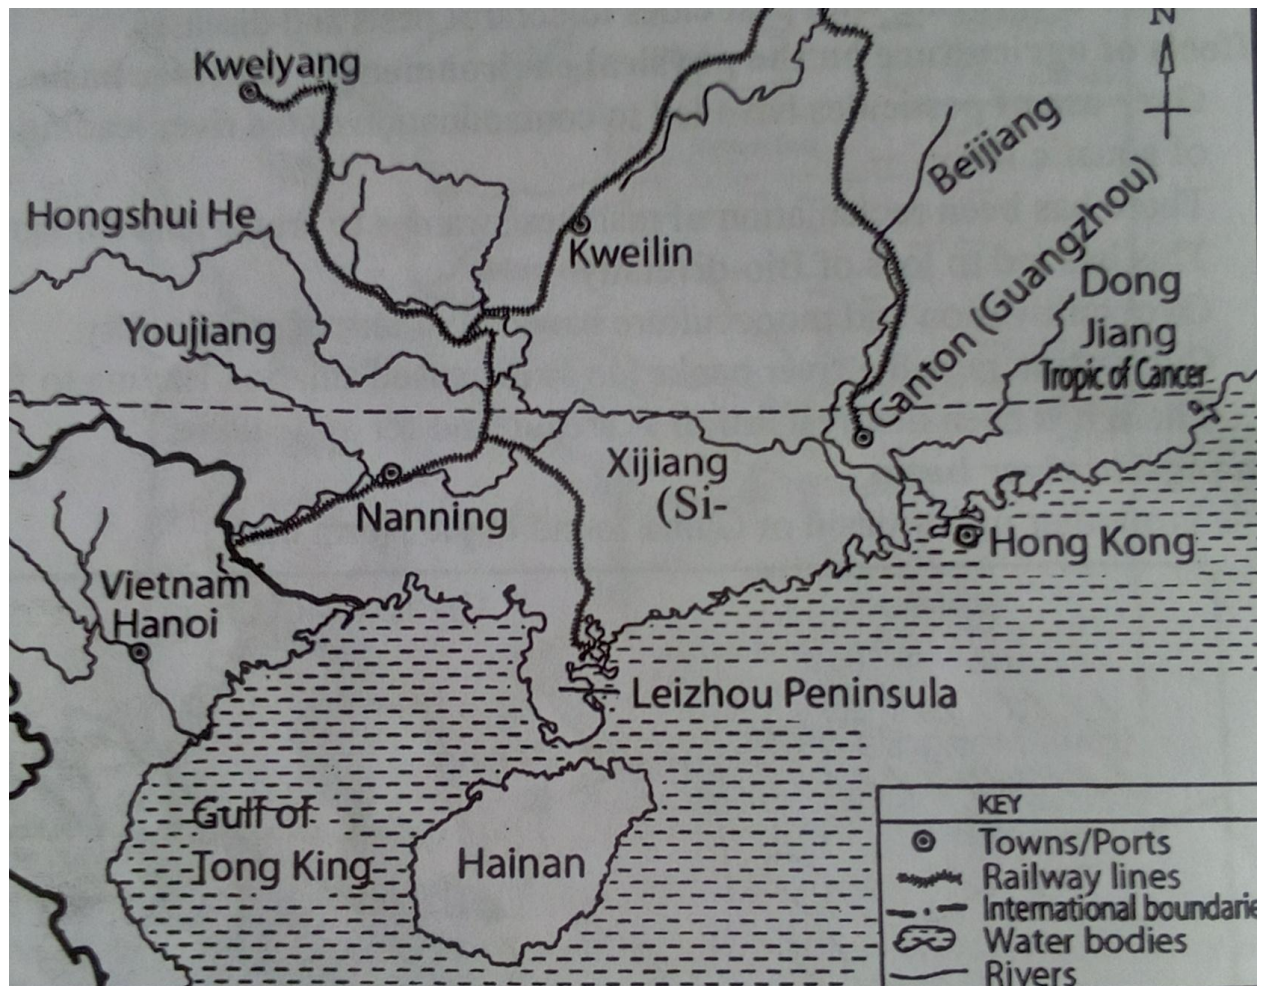 N
Kweiyang
Beijiang
Hongshui He
Kweilin
Canton (Guangzhou)
Dong
Jiang
Youjiang
Tropic of Cancer
Xijiang
(Si-
Nanning
Hong Kong
Vietnam
Hanoi
Leizhou Peninsula
Gulf of
Tong King
Hainan
KEY
Towns/Ports
Railway lines
International boundarie
Water bodies
Rivers